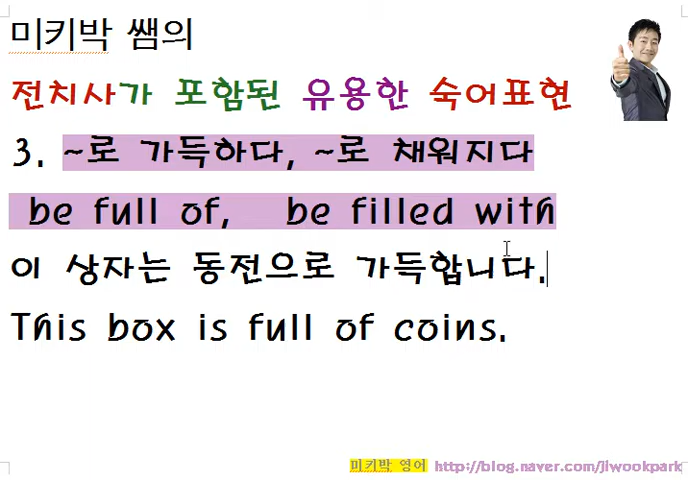 미키박 쌤의
전치사가 포함된 유용한 숙어표현
3. ~로 가득하다, ~로 채워지다
be full of, be filled with
이 상자는 동전으로 가득합니다.
This box is full of coins.
미키박 영어 http://blog.naver.com/jiwookpark